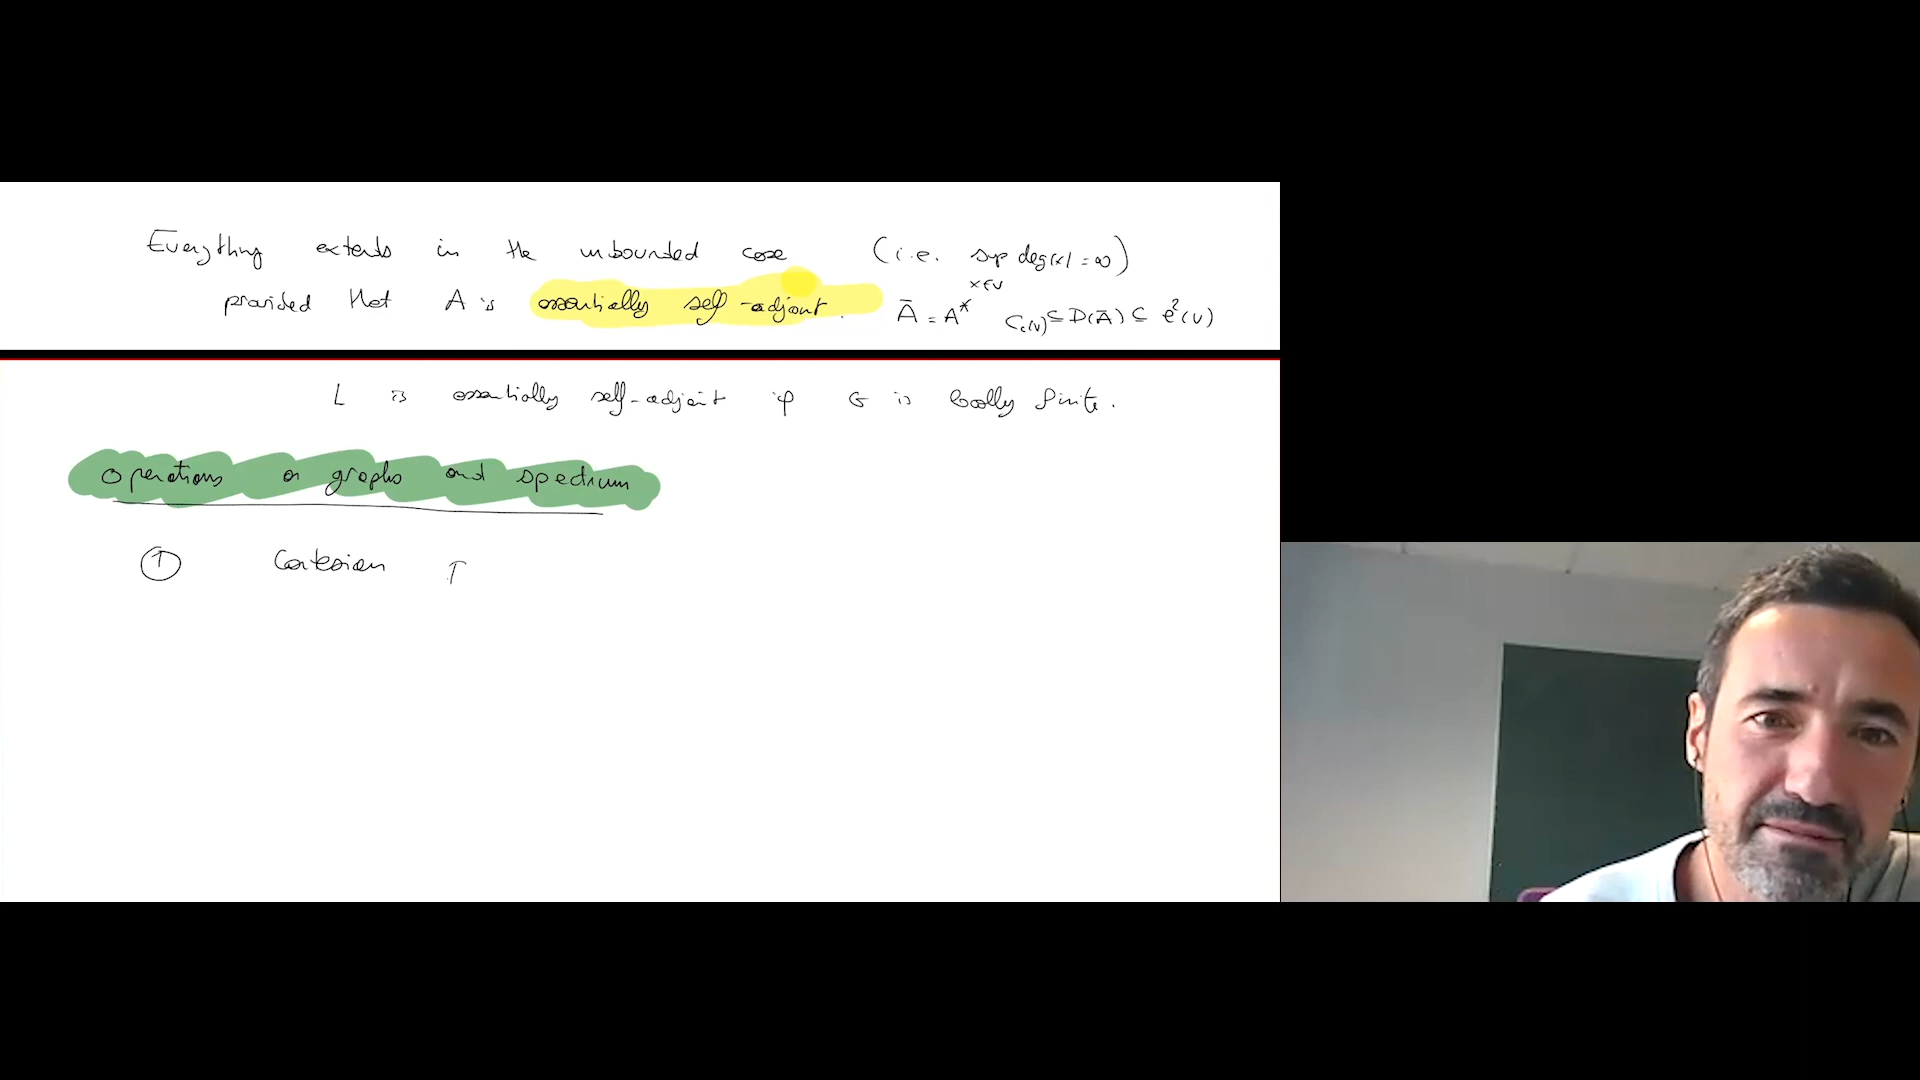 Everything extends in the unbounded case (i.e. sup deg(x) = ∞)
x∈V
provided that A is essentially self-adjoint. Ā = A* C_c(V) ⊆ D(Ā) ⊆ ℓ²(V)
L is essentially self-adjoint if G is locally finite.
Operations on graphs and spectrum
① Cartesian